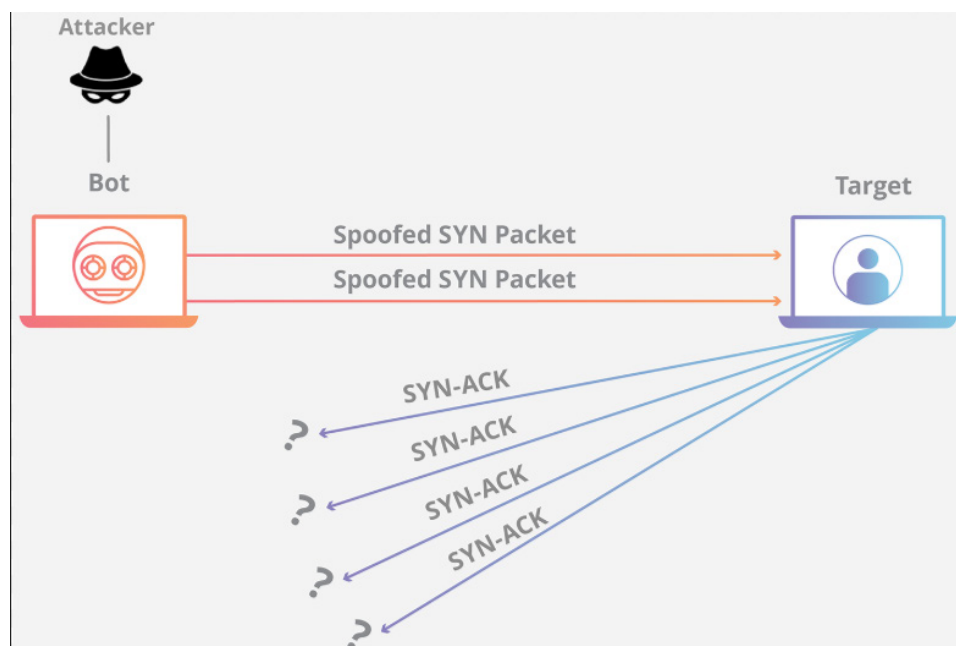 Attacker
Bot
Target
Spoofed SYN Packet
Spoofed SYN Packet
SYN-ACK
?
SYN-ACK
?
SYN-ACK
?
SYN-ACK
?